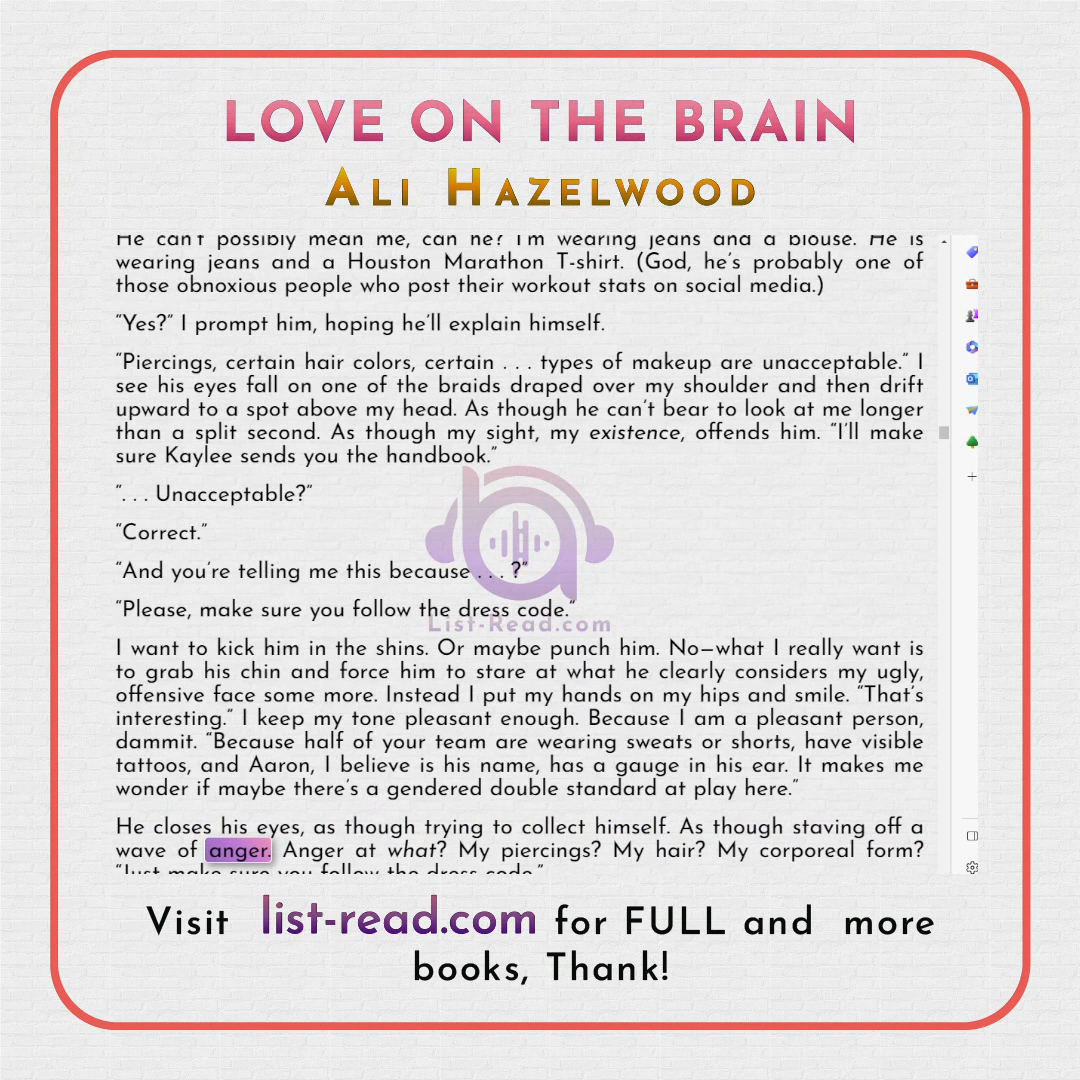 LOVE ON THE BRAIN
ALI HAZELWOOD
He can't possibly mean me, can he? I'm wearing jeans and a blouse. He is
wearing jeans and a Houston Marathon T-shirt. (God, he's probably one of
those obnoxious people who post their workout stats on social media.)
“Yes?” I prompt him, hoping he'll explain himself.
“Piercings, certain hair colors, certain . . . types of makeup are unacceptable.” I
see his eyes fall on one of the braids draped over my shoulder and then drift
upward to a spot above my head. As though he can't bear to look at me longer
than a split second. As though my sight, my existence, offends him. “I'll make
sure Kaylee sends you the handbook.”
“. . . Unacceptable?”
“Correct.”
“And you're telling me this because . . . ?”
“Please, make sure you follow the dress code.”
List-Read.com
I want to kick him in the shins. Or maybe punch him. No—what I really want is
to grab his chin and force him to stare at what he clearly considers my ugly,
offensive face some more. Instead I put my hands on my hips and smile. “That's
interesting.” I keep my tone pleasant enough. Because I am a pleasant person,
dammit. “Because half of your team are wearing sweats or shorts, have visible
tattoos, and Aaron, I believe is his name, has a gauge in his ear. It makes me
wonder if maybe there's a gendered double standard at play here.”
He closes his eyes, as though trying to collect himself. As though staving off a
wave of anger. Anger at what? My piercings? My hair? My corporeal form?
“Just make sure you follow the dress code.”
Visit list-read.com for FULL and more
books, Thank!